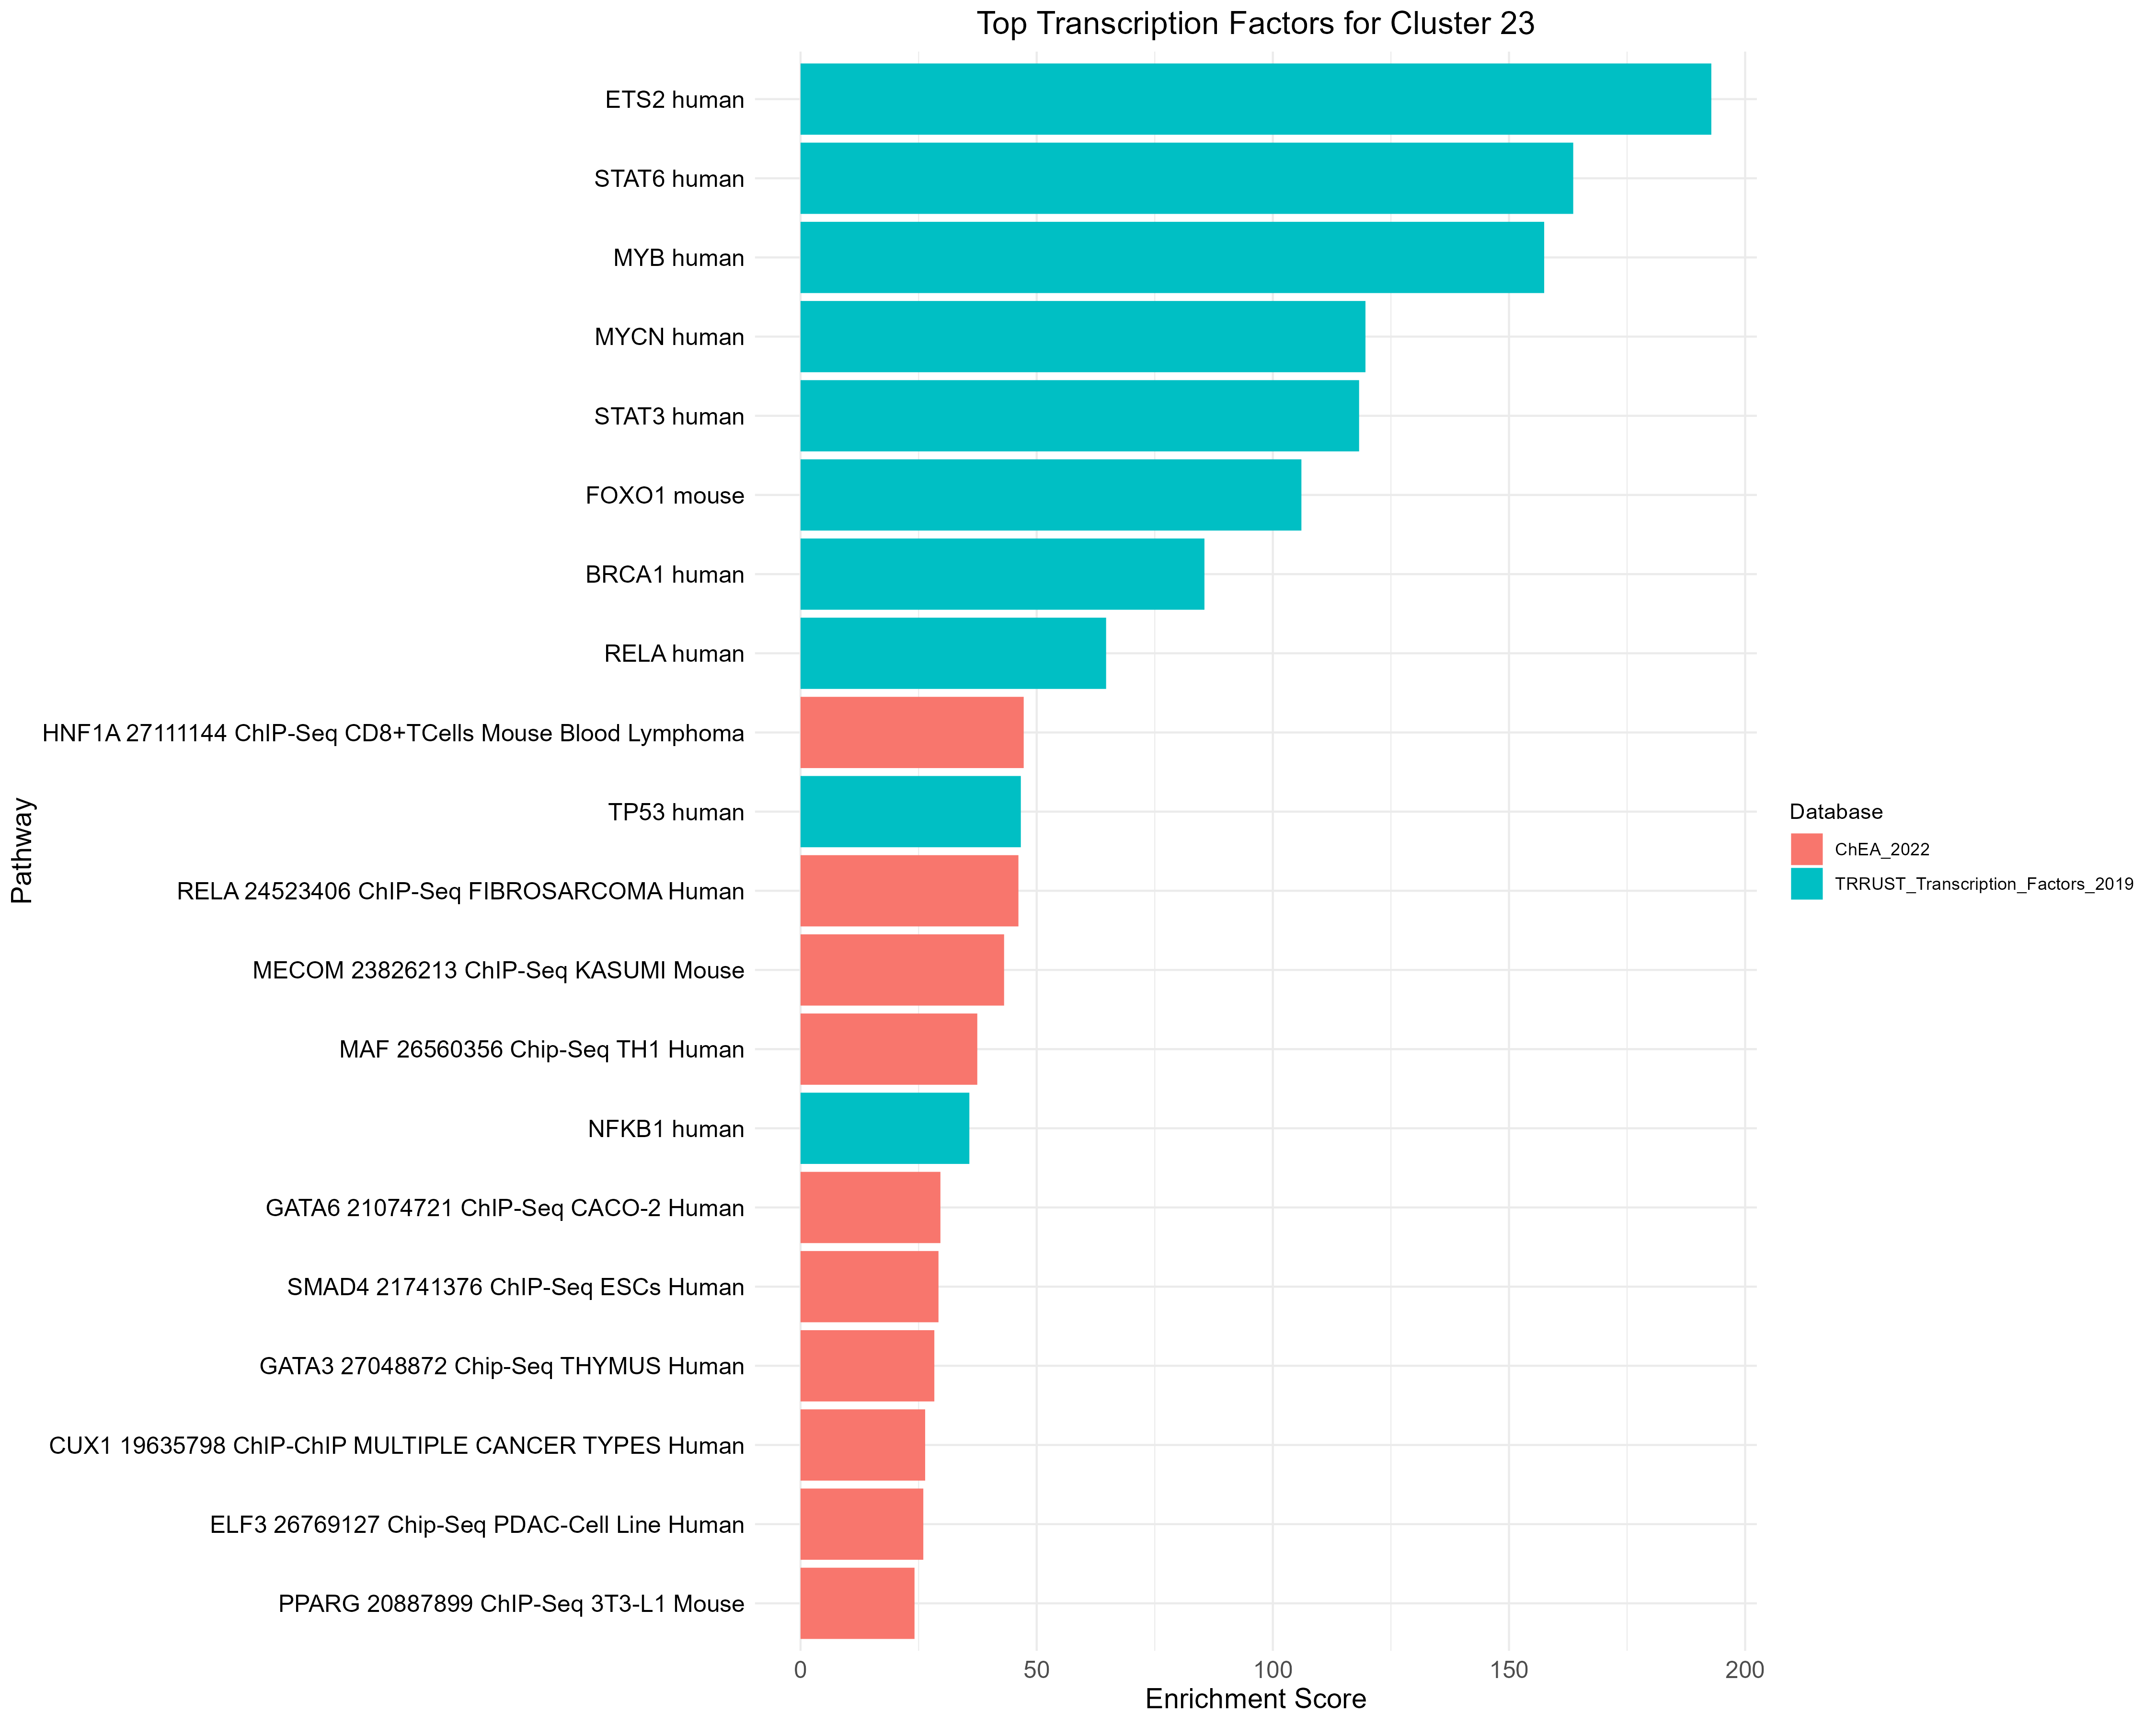 Top Transcription Factors for Cluster 23
ETS2 human
STAT6 human
MYB human
MYCN human
STAT3 human
FOXO1 mouse
BRCA1 human
RELA human
HNF1A 27111144 ChIP-Seq CD8+TCells Mouse Blood Lymphoma
TP53 human
RELA 24523406 ChIP-Seq FIBROSARCOMA Human
MECOM 23826213 ChIP-Seq KASUMI Mouse
MAF 26560356 Chip-Seq TH1 Human
NFKB1 human
GATA6 21074721 ChIP-Seq CACO-2 Human
SMAD4 21741376 ChIP-Seq ESCs Human
GATA3 27048872 Chip-Seq THYMUS Human
CUX1 19635798 ChIP-ChIP MULTIPLE CANCER TYPES Human
ELF3 26769127 Chip-Seq PDAC-Cell Line Human
PPARG 20887899 ChIP-Seq 3T3-L1 Mouse
Pathway
0 50 100 150 200
Enrichment Score
Database
ChEA_2022
TRRUST_Transcription_Factors_2019